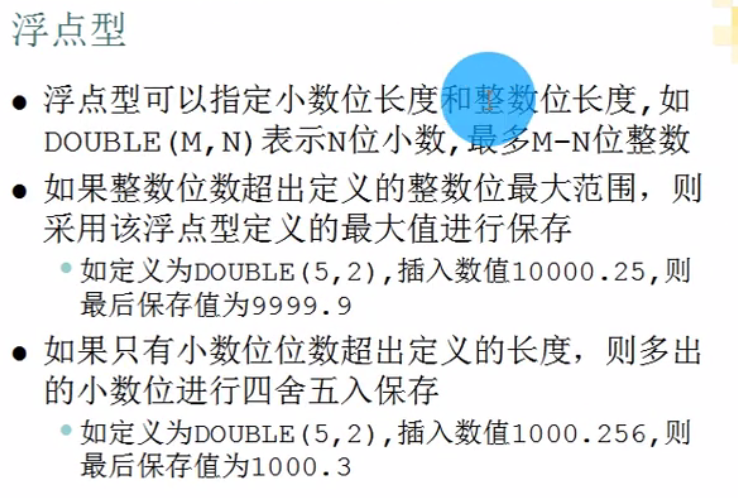 浮点型
● 浮点型可以指定小数位长度和整数位长度,如
DOUBLE(M,N)表示N位小数,最多M-N位整数
● 如果整数位数超出定义的整数位最大范围，则
采用该浮点型定义的最大值进行保存
• 如定义为DOUBLE(5,2),插入数值10000.25,则
最后保存值为9999.9
● 如果只有小数位位数超出定义的长度，则多出
的小数位进行四舍五入保存
• 如定义为DOUBLE(5,2),插入数值1000.256,则
最后保存值为1000.3